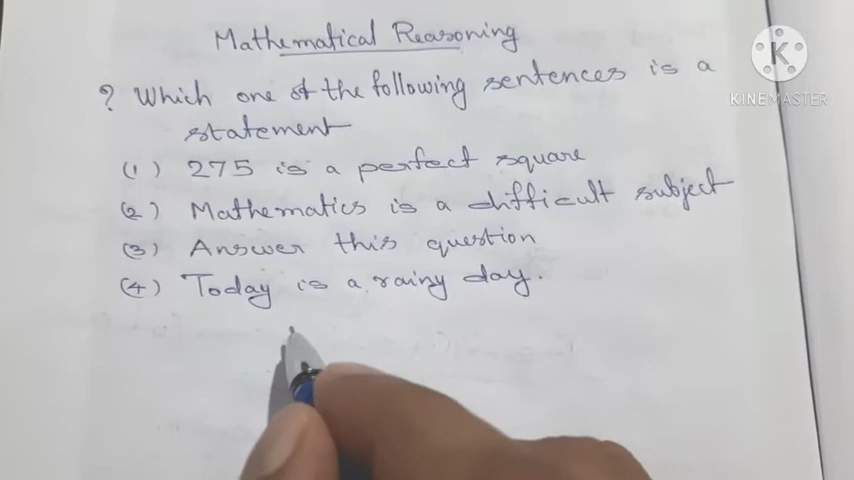 Mathematical Reasoning
? Which one of the following sentences is a
statement
(1) 275 is a perfect square
(2) Mathematics is a difficult subject
(3) Answer this question
(4) Today is a rainy day.
K
KINEMASTER